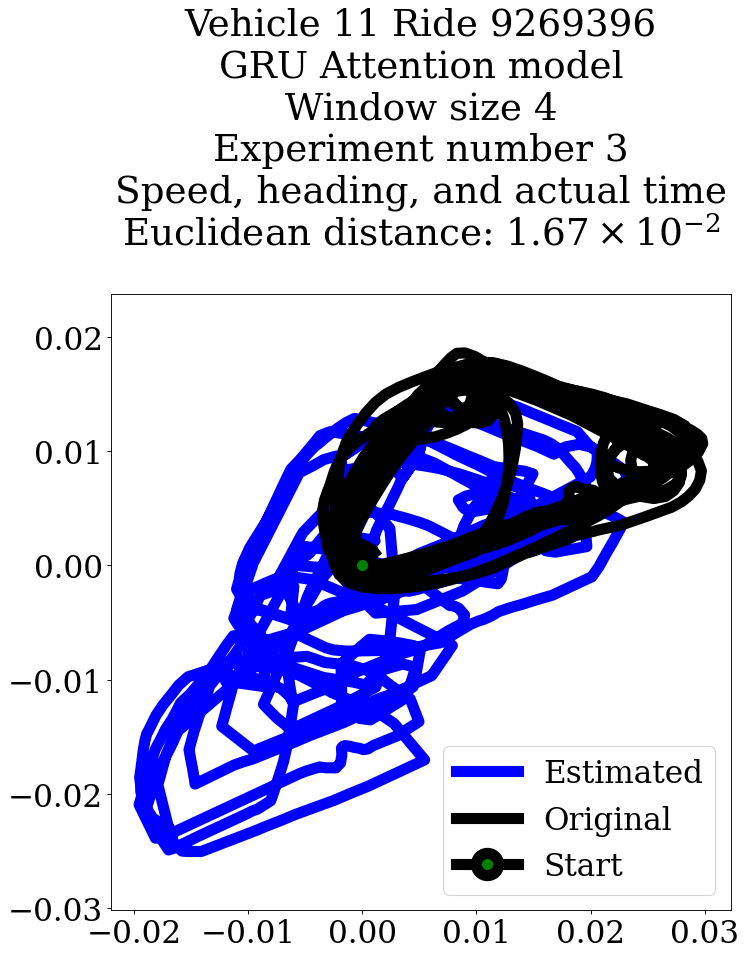 Vehicle 11 Ride 9269396
GRU Attention model
Window size 4
Experiment number 3
Speed, heading, and actual time
Euclidean distance: 1.67 × 10⁻²
0.02
0.01
0.00
−0.01
−0.02
−0.03
Estimated
Original
Start
−0.02 −0.01 0.00 0.01 0.02 0.03